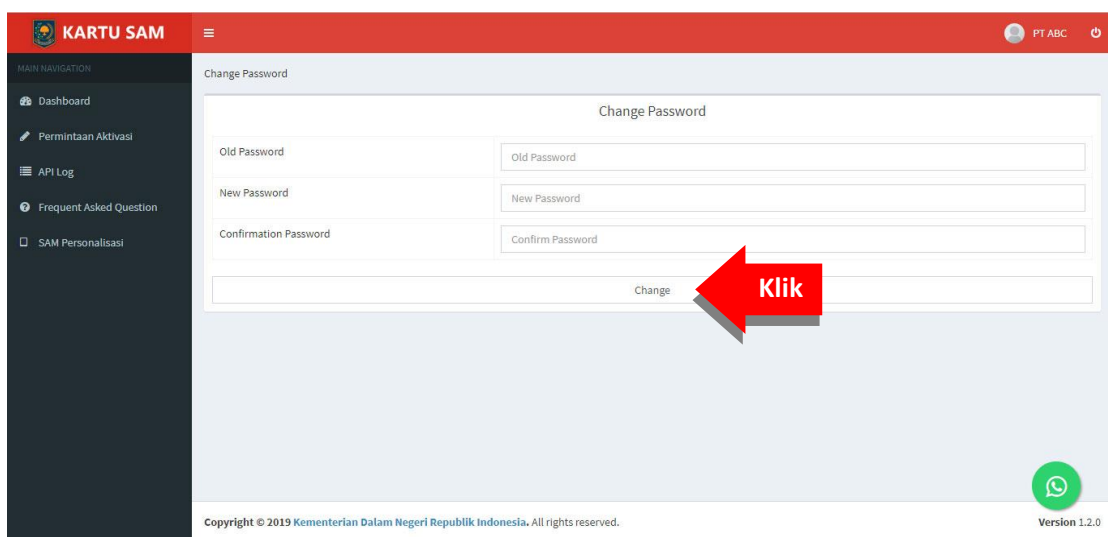 KARTU SAM
PT ABC
MAIN NAVIGATION
Dashboard
Permintaan Aktivasi
API Log
Frequent Asked Question
SAM Personalisasi
Change Password
Change Password
Old Password
Old Password
New Password
New Password
Confirmation Password
Confirm Password
Change
Klik
Copyright © 2019 Kementerian Dalam Negeri Republik Indonesia. All rights reserved.
Version 1.2.0